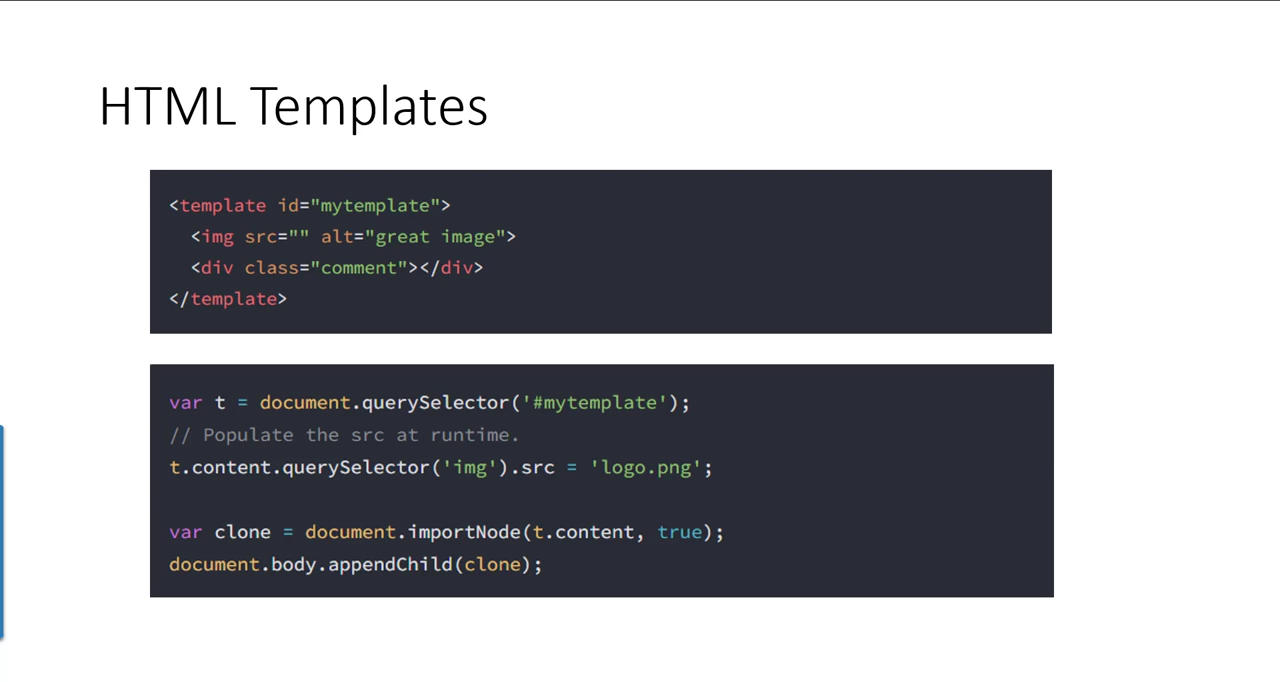 HTML Templates
<template id="mytemplate">
<img src="" alt="great image">
<div class="comment"></div>
</template>
var t = document.querySelector('#mytemplate');
// Populate the src at runtime.
t.content.querySelector('img').src = 'logo.png';
var clone = document.importNode(t.content, true);
document.body.appendChild(clone);